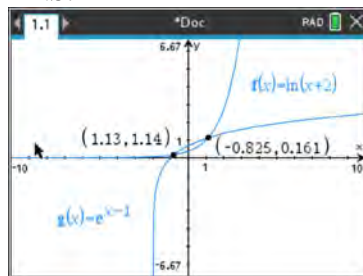 1.1 *Doc RAD
6.67 y
f(x)=ln(x+2)
(1.13,1.14) 1 x
-10 1 (-0.825,0.161) 10
g(x)=e^x-1
-6.67